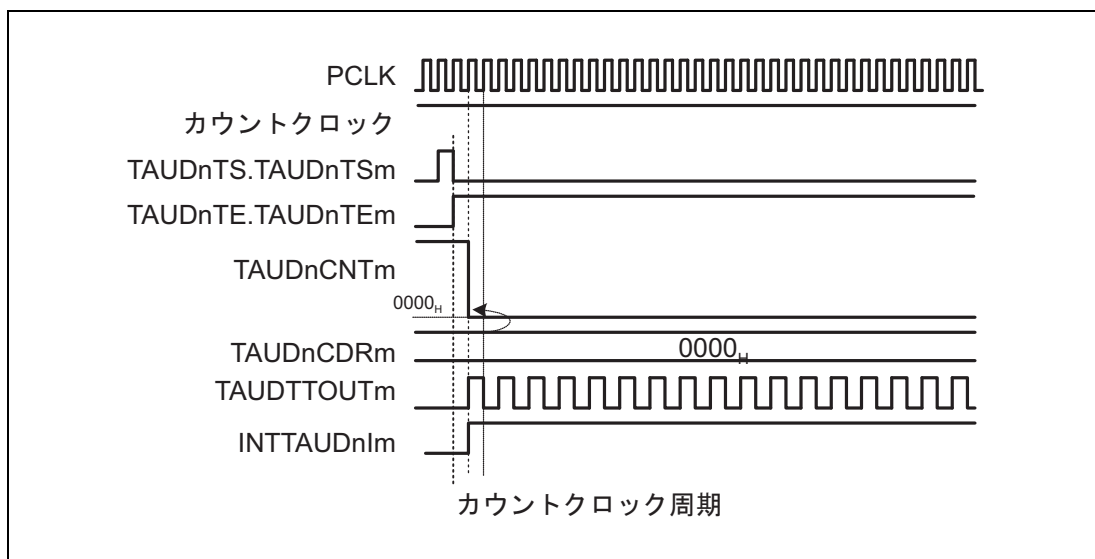 PCLK
カウントクロック
TAUDnTS.TAUDnTSm
TAUDnTE.TAUDnTEm
TAUDnCNTm
0000H
TAUDnCDRm
0000H
TAUDTTOUTm
INTTAUDnIm
カウントクロック周期